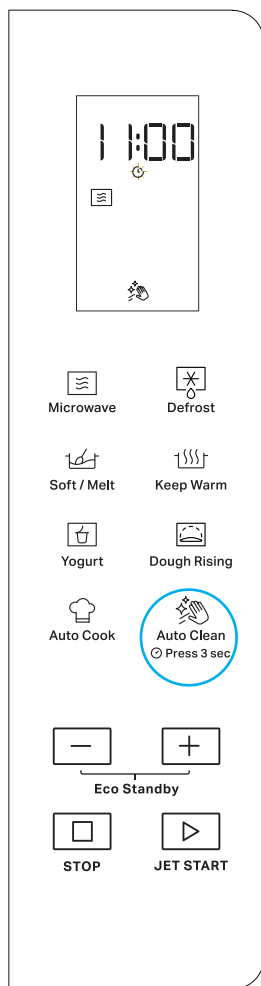 11:00
Microwave
Defrost
Soft / Melt
Keep Warm
Yogurt
Dough Rising
Auto Cook
Auto Clean
Press 3 sec
Eco Standby
STOP
JET START